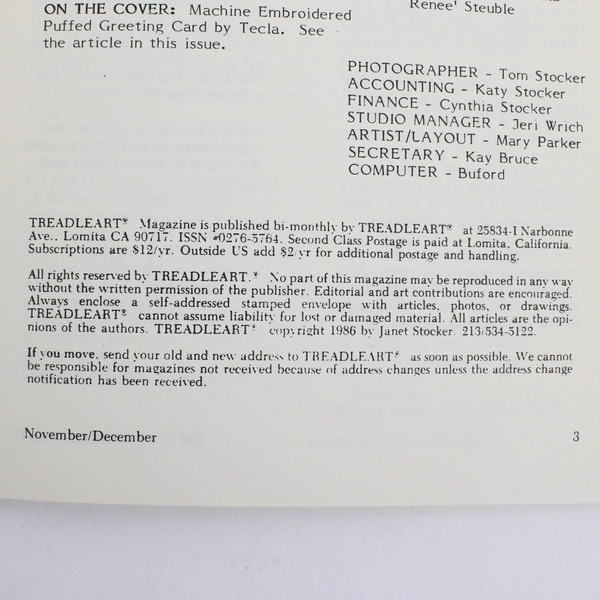 Renee' Steuble
ON THE COVER: Machine Embroidered
Puffed Greeting Card by Tecla. See
the article in this issue.
PHOTOGRAPHER - Tom Stocker
ACCOUNTING - Katy Stocker
FINANCE - Cynthia Stocker
STUDIO MANAGER - Jeri Wrich
ARTIST/LAYOUT - Mary Parker
SECRETARY - Kay Bruce
COMPUTER - Buford
TREADLEART® Magazine is published bi-monthly by TREADLEART® at 25834-I Narbonne
Ave., Lomita CA 90717. ISSN #0276-5764. Second Class Postage is paid at Lomita, California.
Subscriptions are $12/yr. Outside US add $2/yr for additional postage and handling.
All rights reserved by TREADLEART.® No part of this magazine may be reproduced in any way
without the written permission of the publisher. Editorial and art contributions are encouraged.
Always enclose a self-addressed stamped envelope with articles, photos, or drawings.
TREADLEART® cannot assume liability for lost or damaged material. All articles are the opi-
nions of the authors. TREADLEART® copyright 1986 by Janet Stocker. 213/534-5122.
If you move, send your old and new address to TREADLEART® as soon as possible. We cannot
be responsible for magazines not received because of address changes unless the address change
notification has been received.
November/December
3